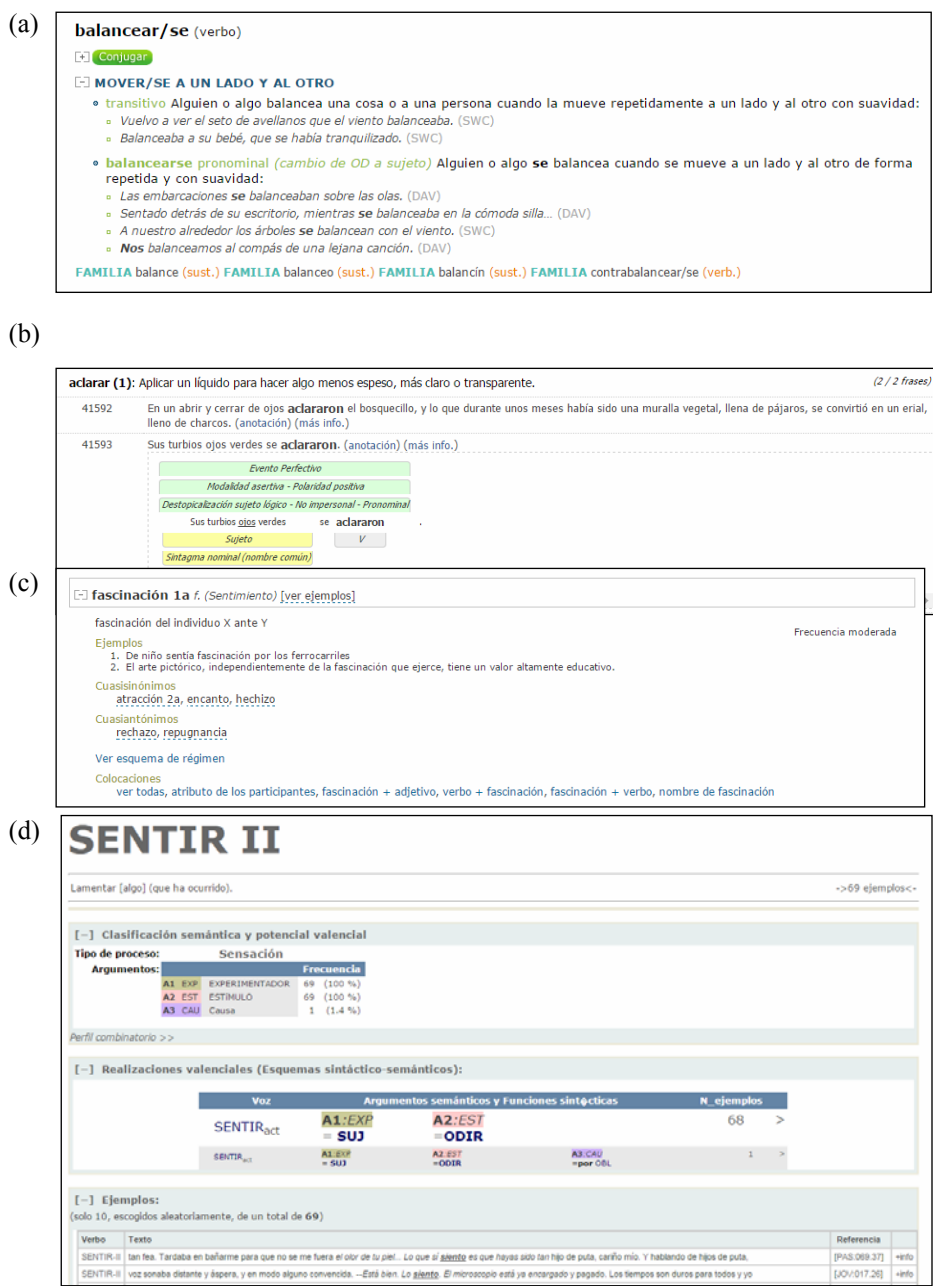 (a)
balancear/se (verbo)
[+] Conjugar
[-] MOVER/SE A UN LADO Y AL OTRO
transitivo Alguien o algo balancea una cosa o a una persona cuando la mueve repetidamente a un lado y al otro con suavidad:
Vuelvo a ver el seto de avellanos que el viento balanceaba. (SWC)
Balanceaba a su bebé, que se había tranquilizado. (SWC)
balancearse pronominal (cambio de OD a sujeto) Alguien o algo se balancea cuando se mueve a un lado y al otro de forma
repetida y con suavidad:
Las embarcaciones se balanceaban sobre las olas. (DAV)
Sentado detrás de su escritorio, mientras se balanceaba en la cómoda silla... (DAV)
A nuestro alrededor los árboles se balancean con el viento. (SWC)
Nos balanceamos al compás de una lejana canción. (DAV)
FAMILIA balance (sust.) FAMILIA balanceo (sust.) FAMILIA balancín (sust.) FAMILIA contrabalancear/se (verb.)
(b)
aclarar (1): Aplicar un líquido para hacer algo menos espeso, más claro o transparente. (2 / 2 frases)
41592 En un abrir y cerrar de ojos aclararon el bosquecillo, y lo que durante unos meses había sido una muralla vegetal, llena de pájaros, se convirtió en un erial,
lleno de charcos. (anotación) (más info.)
41593 Sus turbios ojos verdes se aclararon. (anotación) (más info.)
Evento Perfectivo
Modalidad asertiva - Polaridad positiva
Destopicalización sujeto lógico - No impersonal - Pronominal
Sus turbios ojos verdes se aclararon .
Sujeto V
Sintagma nominal (nombre común)
(c)
[-] fascinación 1a f. (Sentimiento) [ver ejemplos]
fascinación del individuo X ante Y
Frecuencia moderada
Ejemplos
1. De niño sentía fascinación por los ferrocarriles
2. El arte pictórico, independientemente de la fascinación que ejerce, tiene un valor altamente educativo.
Cuasisinónimos
atracción 2a, encanto, hechizo
Cuasiantónimos
rechazo, repugnancia
Ver esquema de régimen
Colocaciones
ver todas, atributo de los participantes, fascinación + adjetivo, verbo + fascinación, fascinación + verbo, nombre de fascinación
(d)
SENTIR II
Lamentar [algo] (que ha ocurrido). ->69 ejemplos<-
[-] Clasificación semántica y potencial valencial
Tipo de proceso: Sensación
Argumentos: Frecuencia
A1 EXP EXPERIMENTADOR 69 (100 %)
A2 EST ESTÍMULO 69 (100 %)
A3 CAU Causa 1 (1.4 %)
Perfil combinatorio >>
[-] Realizaciones valenciales (Esquemas sintáctico-semánticos):
Voz Argumentos semánticos y Funciones sint�cticas N_ejemplos
SENTIRact A1:EXP = SUJ A2:EST =ODIR 68 >
SENTIRact A1:EXP = SUJ A2:EST =ODIR A3:CAU =por OBL 1 >
[-] Ejemplos:
(solo 10, escogidos aleatoriamente, de un total de 69)
Verbo Texto Referencia
SENTIR-II tan fea. Tardaba en bañarme para que no se me fuera el olor de tu piel... Lo que sí siento es que hayas sido tan hijo de puta, cariño mío. Y hablando de hijos de puta, [PAS:069.37] +info
SENTIR-II voz sonaba distante y áspera, y en modo alguno convencida. --Está bien. Lo siento. El microscopio está ya encargado y pagado. Los tiempos son duros para todos y yo [JOV:017.26] +info